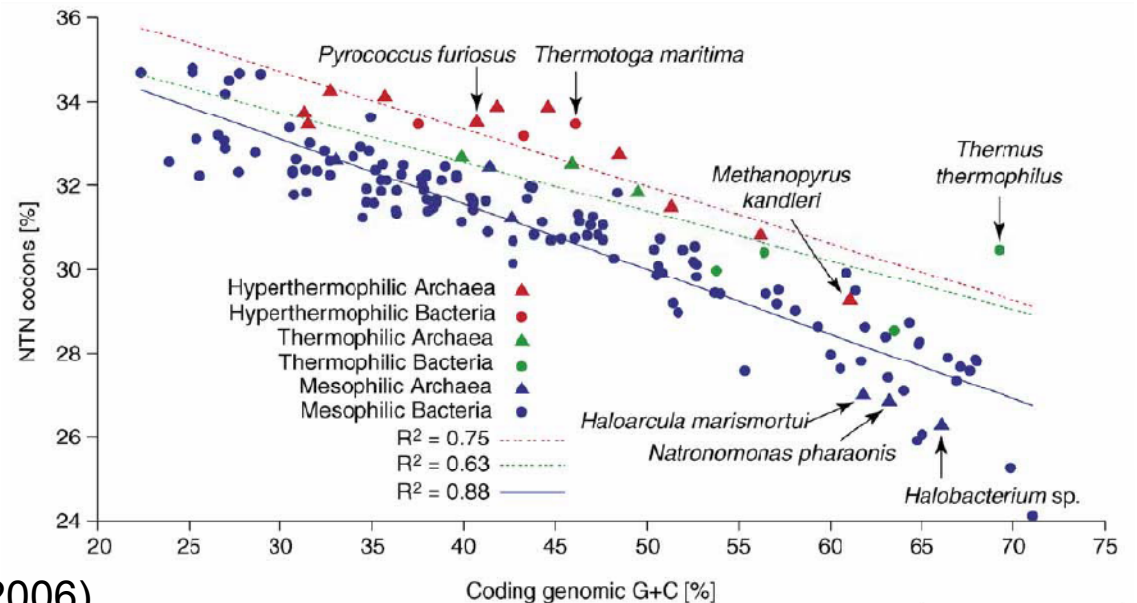 36
34
32
30
28
26
24
NTN cocons [%]
Pyrococcus furiosus
Thermotoga maritima
Thermus
thermophilus
Methanopyrus
kandleri
Hyperthermophilic Archaea
Hyperthermophilic Bacteria
Thermophilic Archaea
Thermophilic Bacteria
Mesophilic Archaea
Mesophilic Bacteria
R² = 0.75
R² = 0.63
R² = 0.88
Haloarcula marismortui
Natronomonas pharaonis
Halobacterium sp.
20 25 30 35 40 45 50 55 60 65 70 75
Coding genomic G+C [%]
2006)